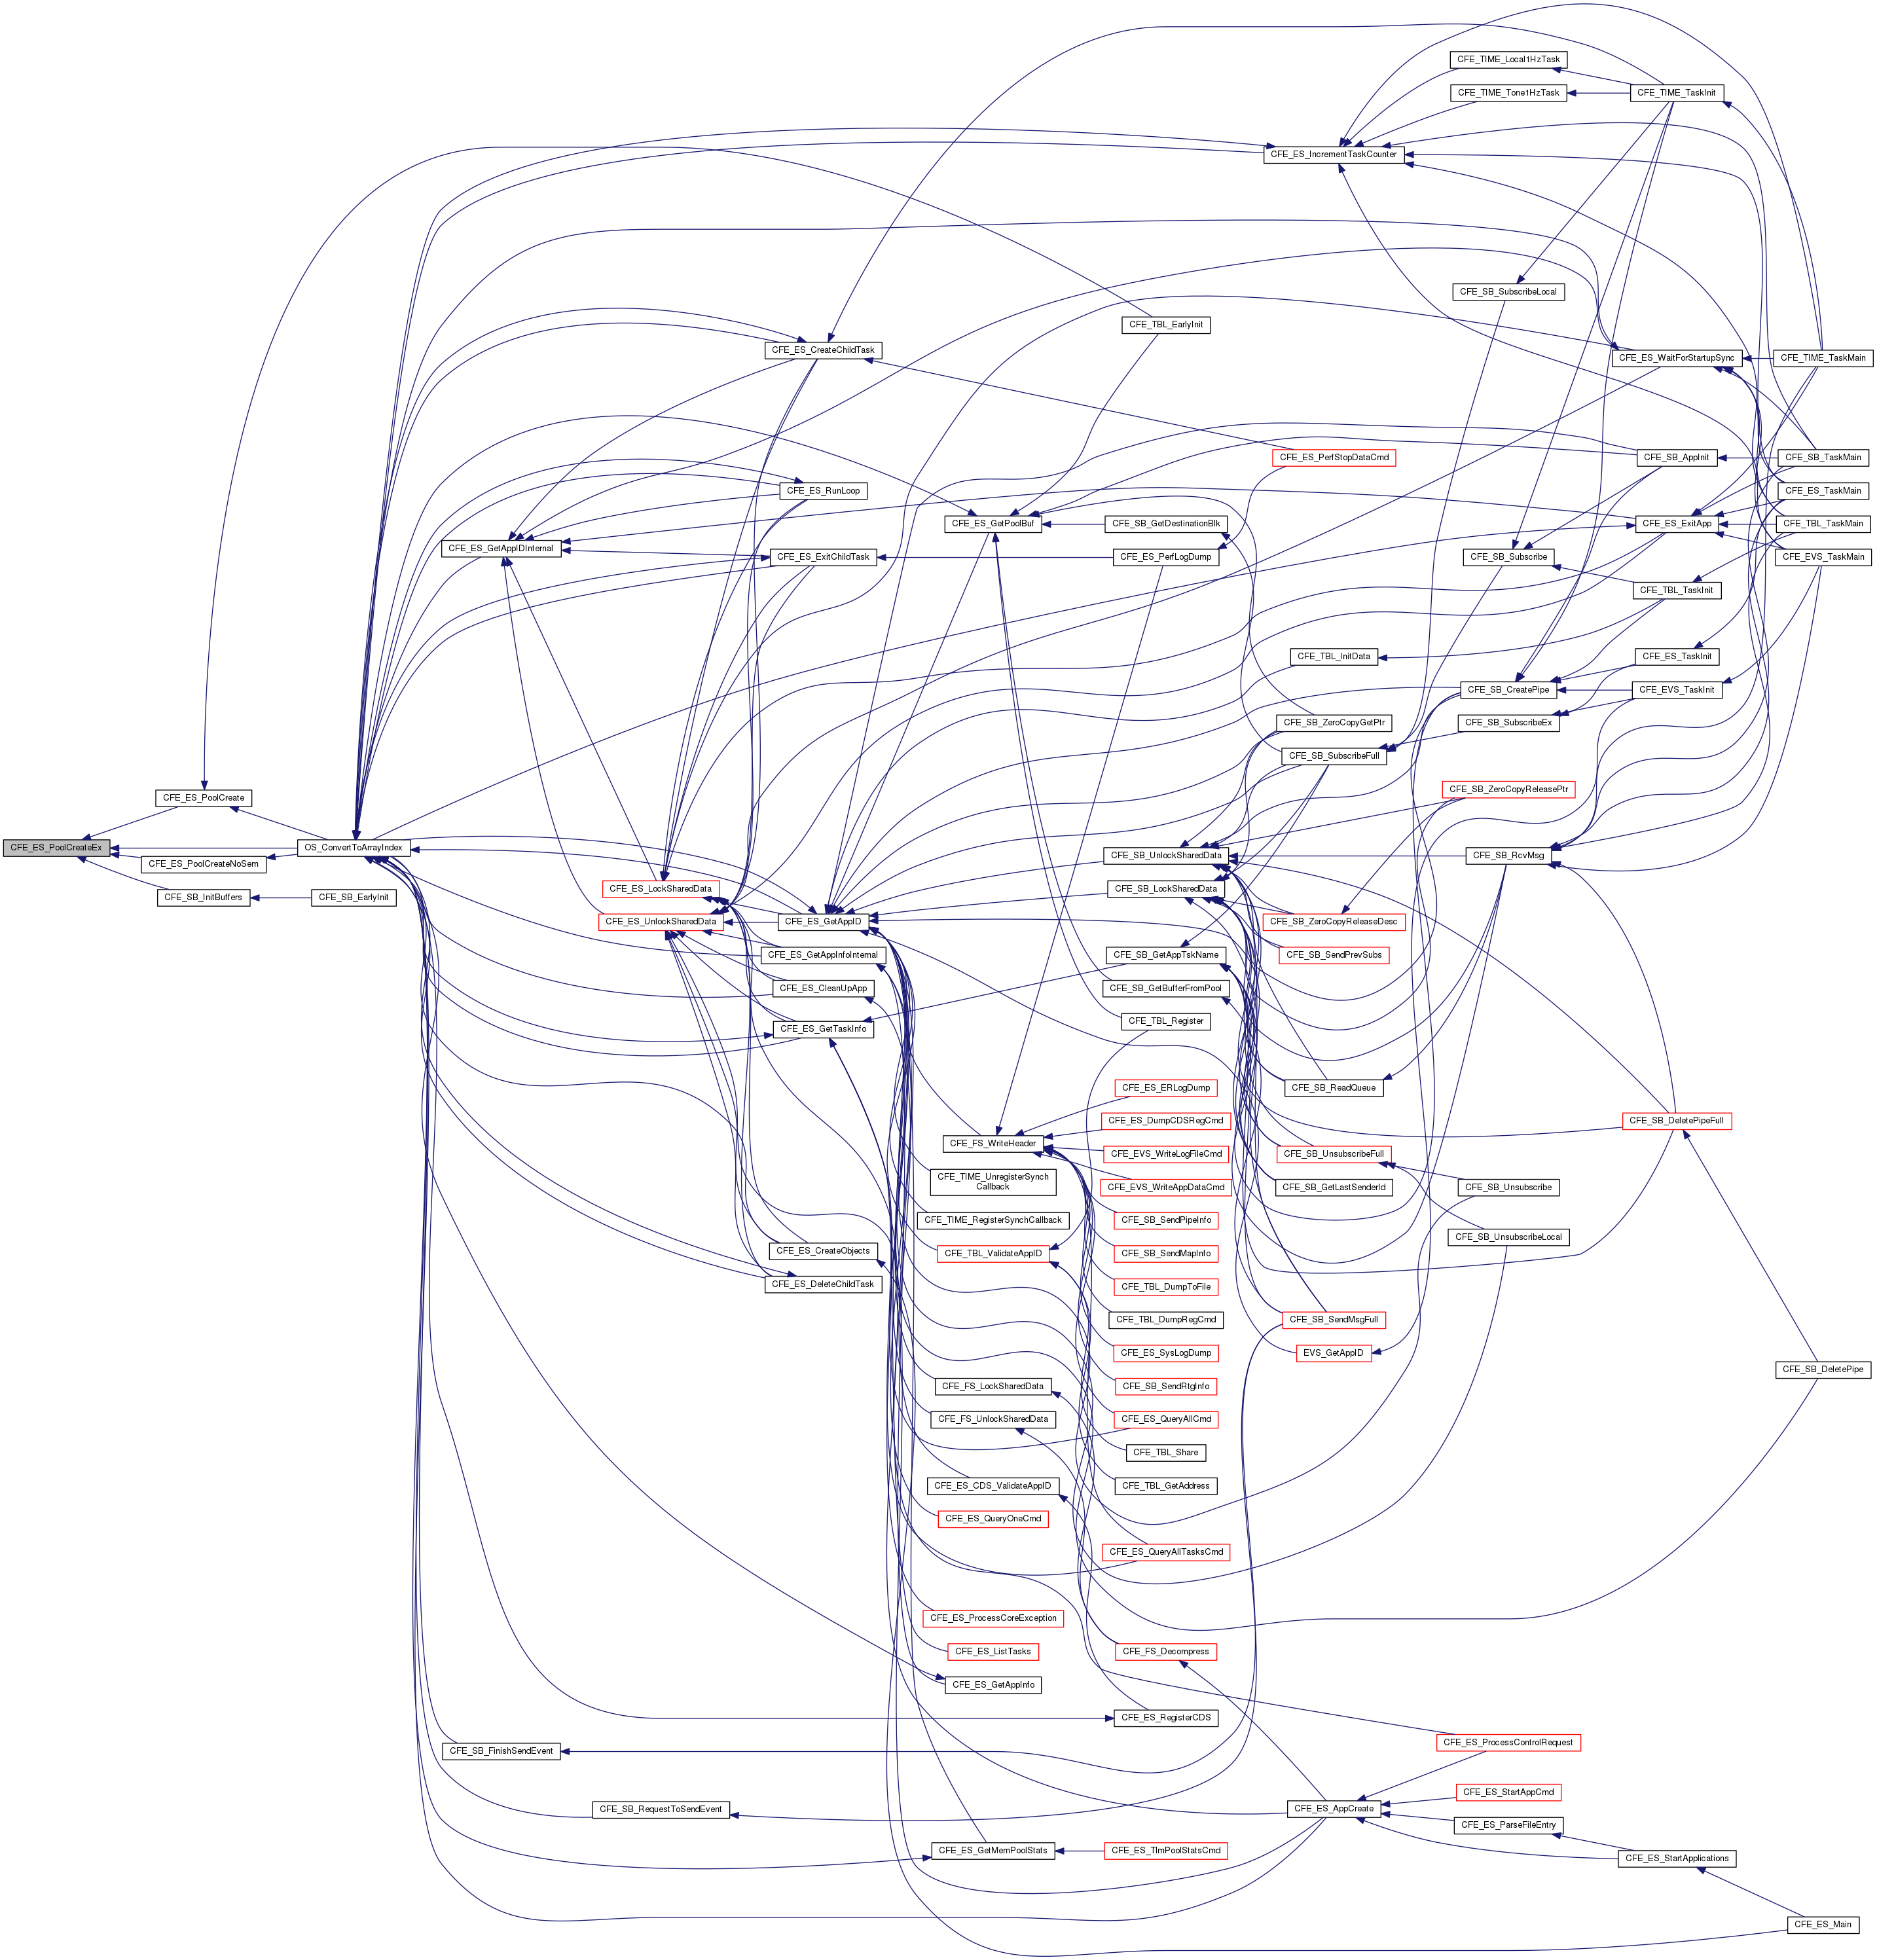 CFE_TIME_Local1HzTask
CFE_TIME_Tone1HzTask
CFE_TIME_TaskInit
CFE_ES_IncrementTaskCounter
CFE_SB_SubscribeLocal
CFE_TBL_EarlyInit
CFE_ES_CreateChildTask
CFE_ES_WaitForStartupSync
CFE_TIME_TaskMain
CFE_SB_AppInit
CFE_SB_TaskMain
CFE_ES_PerfStopDataCmd
CFE_ES_RunLoop
CFE_ES_TaskMain
CFE_ES_GetPoolBuf
CFE_SB_GetDestinationBlk
CFE_ES_ExitApp
CFE_TBL_TaskMain
CFE_ES_GetAppIDInternal
CFE_ES_ExitChildTask
CFE_ES_PerfLogDump
CFE_SB_Subscribe
CFE_EVS_TaskMain
CFE_TBL_TaskInit
CFE_TBL_InitData
CFE_ES_TaskInit
CFE_SB_CreatePipe
CFE_EVS_TaskInit
CFE_SB_ZeroCopyGetPtr
CFE_SB_SubscribeEx
CFE_SB_SubscribeFull
CFE_ES_PoolCreate
CFE_SB_ZeroCopyReleasePtr
CFE_ES_PoolCreateEx
OS_ConvertToArrayIndex
CFE_SB_UnlockSharedData
CFE_SB_RcvMsg
CFE_ES_PoolCreateNoSem
CFE_ES_LockSharedData
CFE_SB_LockSharedData
CFE_SB_InitBuffers
CFE_SB_EarlyInit
CFE_ES_UnlockSharedData
CFE_ES_GetAppID
CFE_SB_ZeroCopyReleaseDesc
CFE_ES_GetAppInfoInternal
CFE_SB_GetAppTskName
CFE_SB_SendPrevSubs
CFE_ES_CleanUpApp
CFE_SB_GetBufferFromPool
CFE_ES_GetTaskInfo
CFE_TBL_Register
CFE_ES_ERLogDump
CFE_SB_ReadQueue
CFE_ES_DumpCDSRegCmd
CFE_SB_DeletePipeFull
CFE_FS_WriteHeader
CFE_EVS_WriteLogFileCmd
CFE_SB_UnsubscribeFull
CFE_TIME_UnregisterSynch
Callback
CFE_EVS_WriteAppDataCmd
CFE_SB_GetLastSenderId
CFE_SB_Unsubscribe
CFE_TIME_RegisterSynchCallback
CFE_SB_SendPipeInfo
CFE_SB_UnsubscribeLocal
CFE_ES_CreateObjects
CFE_TBL_ValidateAppID
CFE_SB_SendMapInfo
CFE_ES_DeleteChildTask
CFE_TBL_DumpToFile
CFE_TBL_DumpRegCmd
CFE_SB_SendMsgFull
CFE_ES_SysLogDump
EVS_GetAppID
CFE_SB_DeletePipe
CFE_FS_LockSharedData
CFE_SB_SendRtgInfo
CFE_FS_UnlockSharedData
CFE_ES_QueryAllCmd
CFE_TBL_Share
CFE_ES_CDS_ValidateAppID
CFE_TBL_GetAddress
CFE_ES_QueryOneCmd
CFE_ES_QueryAllTasksCmd
CFE_ES_ProcessCoreException
CFE_ES_ListTasks
CFE_FS_Decompress
CFE_ES_GetAppInfo
CFE_ES_RegisterCDS
CFE_SB_FinishSendEvent
CFE_ES_ProcessControlRequest
CFE_ES_StartAppCmd
CFE_SB_RequestToSendEvent
CFE_ES_AppCreate
CFE_ES_ParseFileEntry
CFE_ES_GetMemPoolStats
CFE_ES_TlmPoolStatsCmd
CFE_ES_StartApplications
CFE_ES_Main